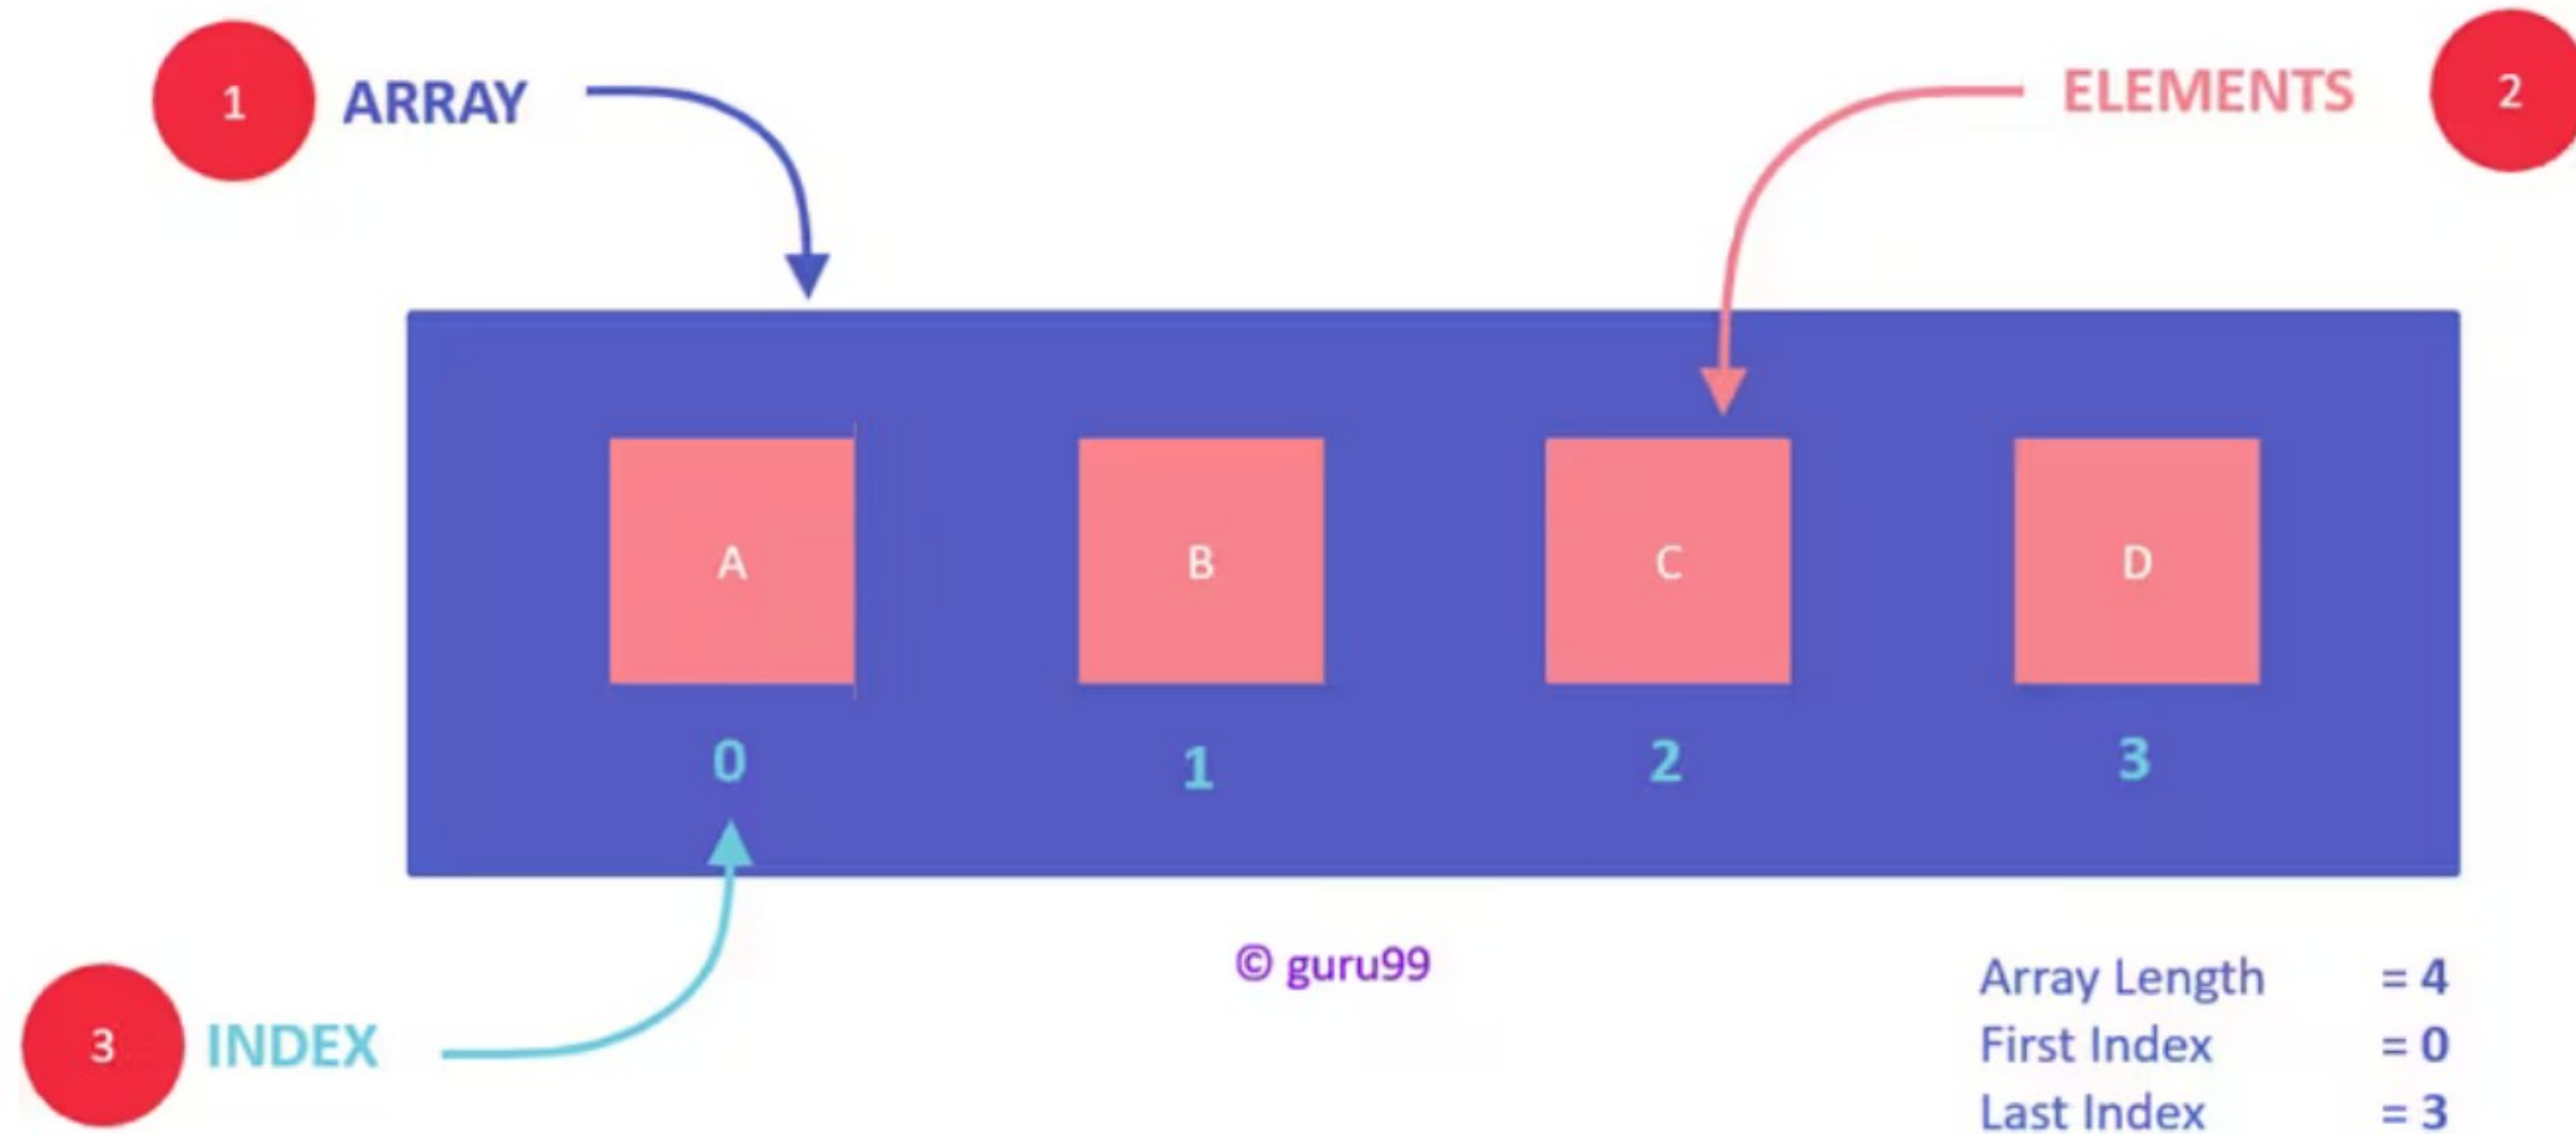 1 ARRAY
ELEMENTS 2
A B C D
0 1 2 3
3 INDEX
© guru99
Array Length = 4
First Index = 0
Last Index = 3